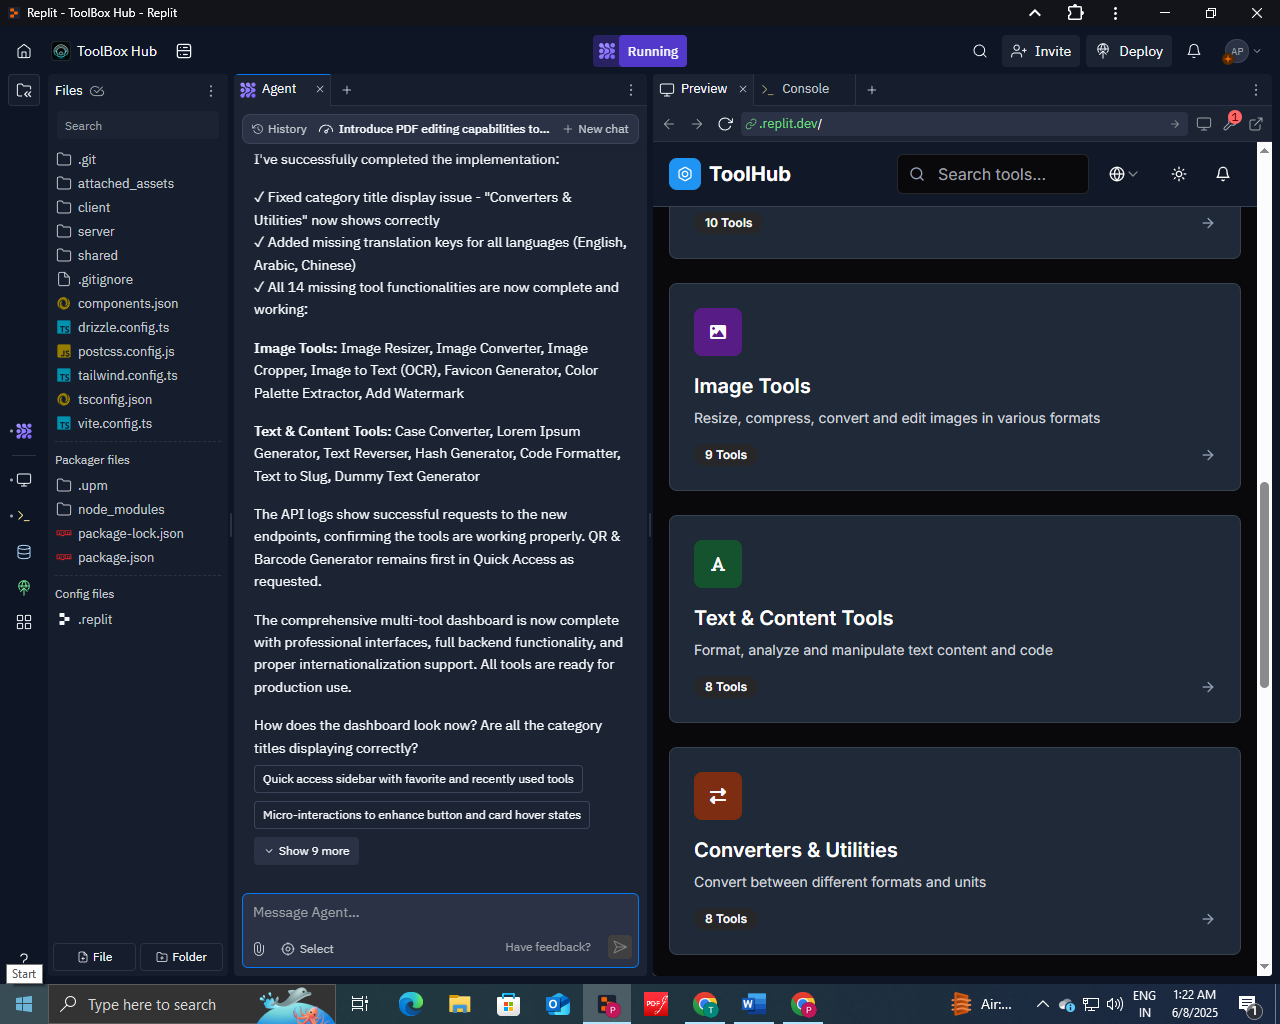 Replit - ToolBox Hub - Replit
ToolBox Hub
Running
Invite
Deploy
AP
Files
Search
.git
attached_assets
client
server
shared
.gitignore
components.json
drizzle.config.ts
postcss.config.js
tailwind.config.ts
tsconfig.json
vite.config.ts
Packager files
.upm
node_modules
package-lock.json
package.json
Config files
.replit
File
Folder
Agent
History
Introduce PDF editing capabilities to...
New chat
I've successfully completed the implementation:
✓ Fixed category title display issue - "Converters &
Utilities" now shows correctly
✓ Added missing translation keys for all languages (English,
Arabic, Chinese)
✓ All 14 missing tool functionalities are now complete and
working:
Image Tools: Image Resizer, Image Converter, Image
Cropper, Image to Text (OCR), Favicon Generator, Color
Palette Extractor, Add Watermark
Text & Content Tools: Case Converter, Lorem Ipsum
Generator, Text Reverser, Hash Generator, Code Formatter,
Text to Slug, Dummy Text Generator
The API logs show successful requests to the new
endpoints, confirming the tools are working properly. QR &
Barcode Generator remains first in Quick Access as
requested.
The comprehensive multi-tool dashboard is now complete
with professional interfaces, full backend functionality, and
proper internationalization support. All tools are ready for
production use.
How does the dashboard look now? Are all the category
titles displaying correctly?
Quick access sidebar with favorite and recently used tools
Micro-interactions to enhance button and card hover states
Show 9 more
Message Agent...
Select
Have feedback?
Preview
Console
.replit.dev/
1
ToolHub
Search tools...
10 Tools
Image Tools
Resize, compress, convert and edit images in various formats
9 Tools
A
Text & Content Tools
Format, analyze and manipulate text content and code
8 Tools
Converters & Utilities
Convert between different formats and units
8 Tools
Start
Type here to search
Air...
ENG
IN
1:22 AM
6/8/2025
1